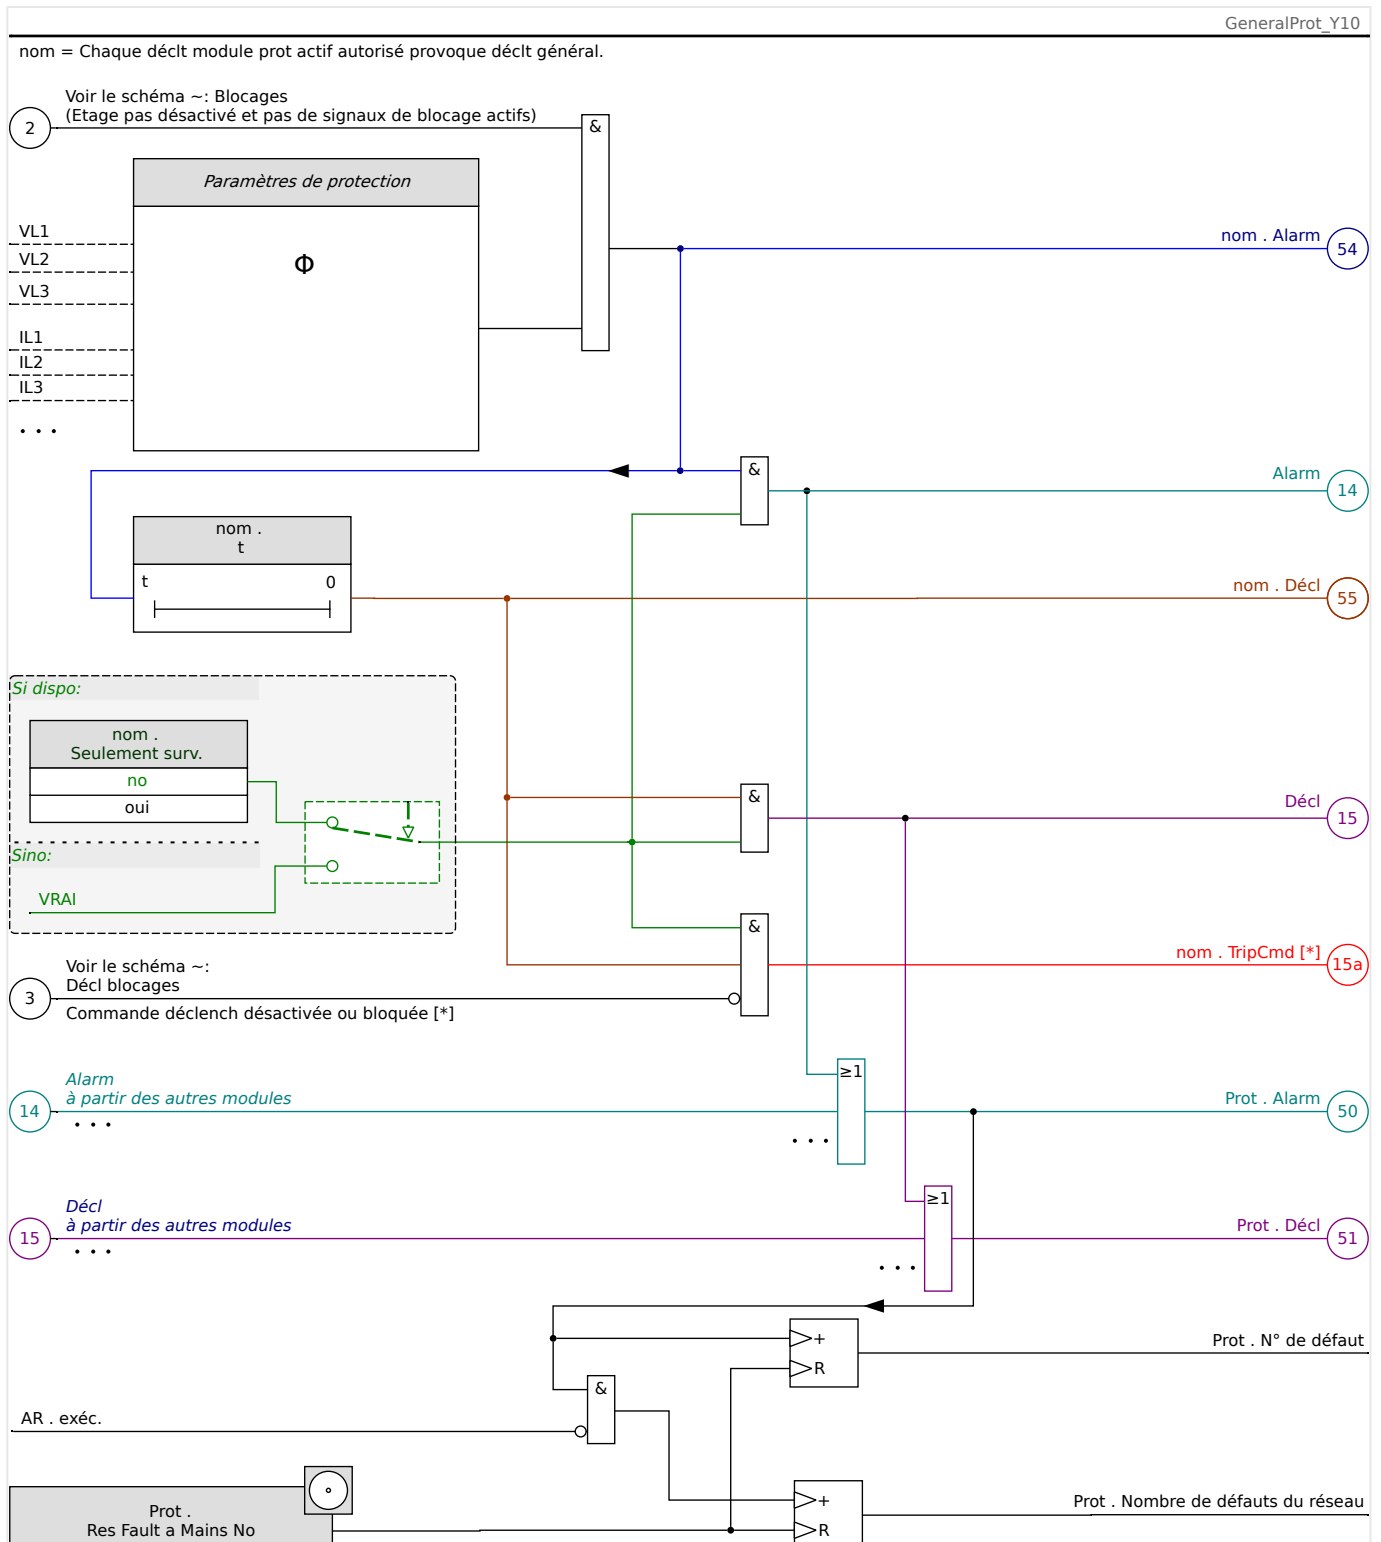 GeneralProt_Y10
nom = Chaque déclt module prot actif autorisé provoque déclt général.
Voir le schéma ~: Blocages
(Etage pas désactivé et pas de signaux de blocage actifs)
2
&
Paramètres de protection
VL1
VL2
VL3
Φ
nom . Alarm
54
IL1
IL2
IL3
• • •
&
Alarm
14
nom .
t
t
0
nom . Décl
55
Si dispo:
nom .
Seulement surv.
no
oui
&
Décl
15
Sino:
VRAI
&
nom . TripCmd [*]
15a
Voir le schéma ~:
Décl blocages
3
Commande déclench désactivée ou bloquée [*]
≥1
Alarm
à partir des autres modules
14
• • •
• • •
Prot . Alarm
50
≥1
Décl
à partir des autres modules
15
• • •
• • •
Prot . Décl
51
+
R
Prot . N° de défaut
&
AR . exéc.
Prot .
Res Fault a Mains No
+
R
Prot . Nombre de défauts du réseau